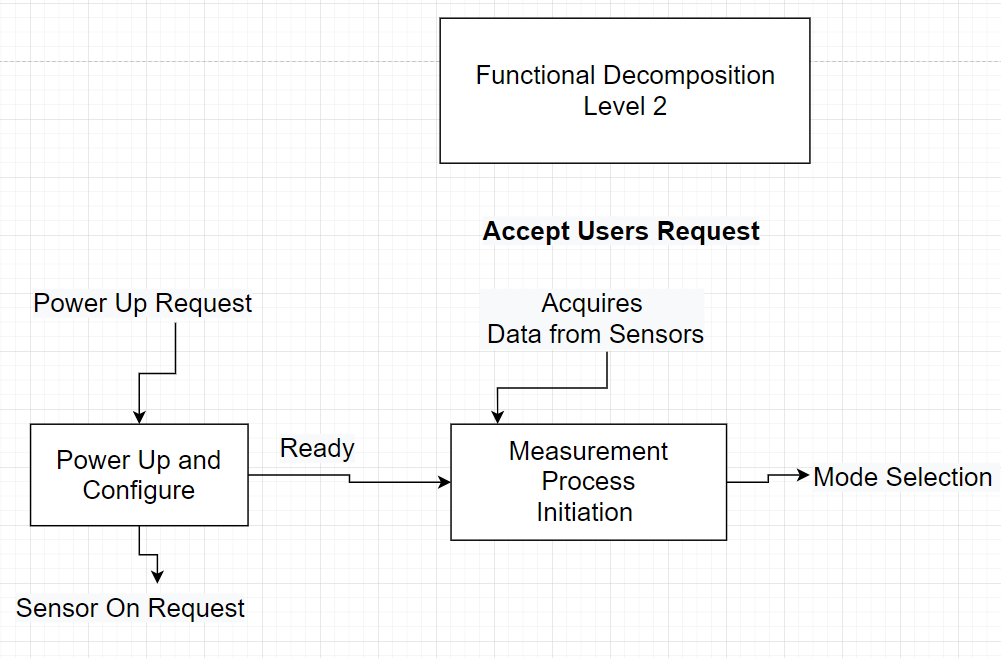 Functional Decomposition
Level 2
Accept Users Request
Power Up Request
Acquires
Data from Sensors
Power Up and
Configure
Ready
Measurement
Process
Initiation
Mode Selection
Sensor On Request